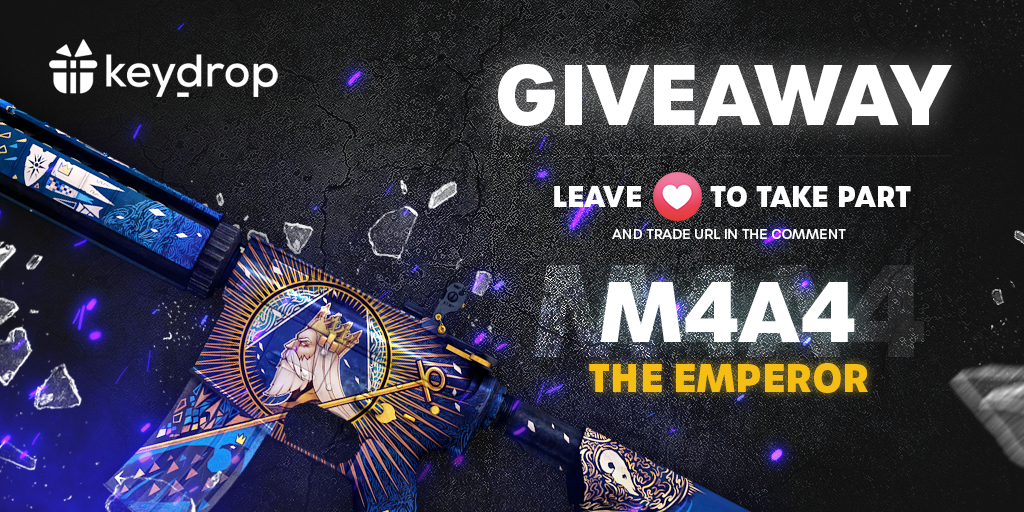 keydrop
GIVEAWAY
LEAVE TO TAKE PART
AND TRADE URL IN THE COMMENT
M4A4
M4A4
THE EMPEROR